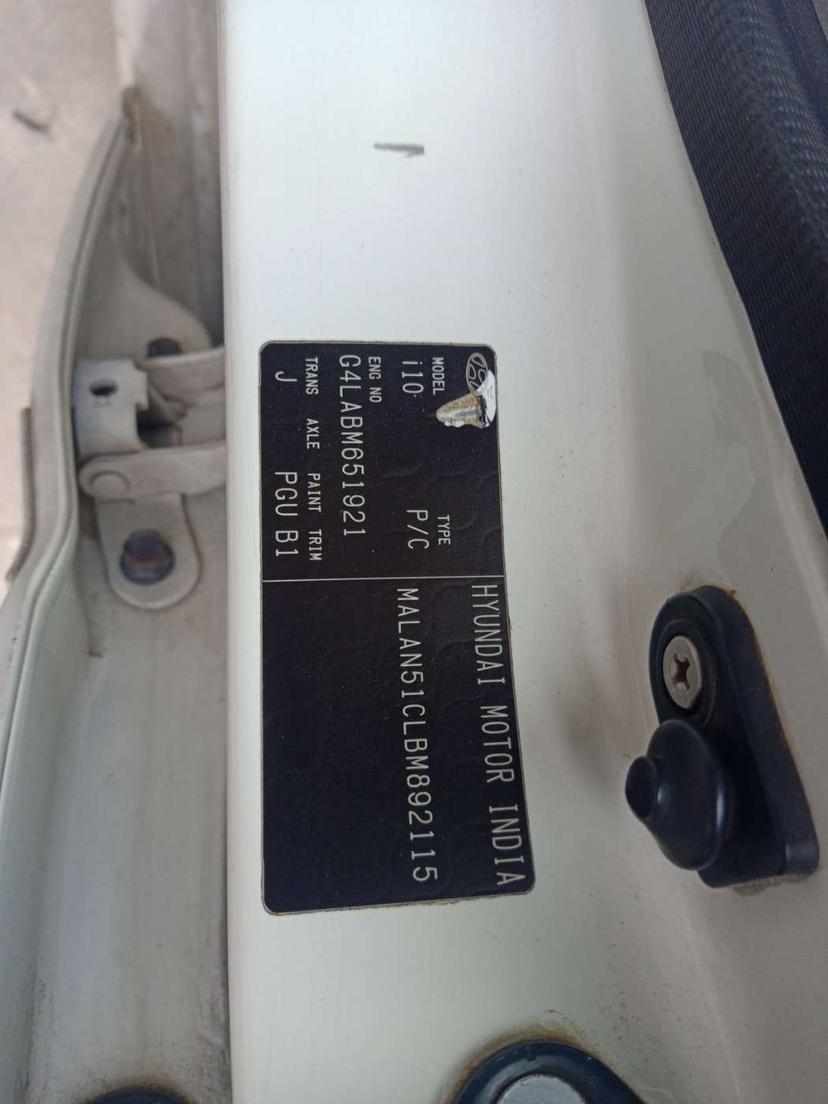 MODEL TYPE
i10 P/C
ENG NO
G4LABM651921
TRANS AXLE PAINT TRIM
J PGU B1
HYUNDAI MOTOR INDIA
MALAN51CLBM892115